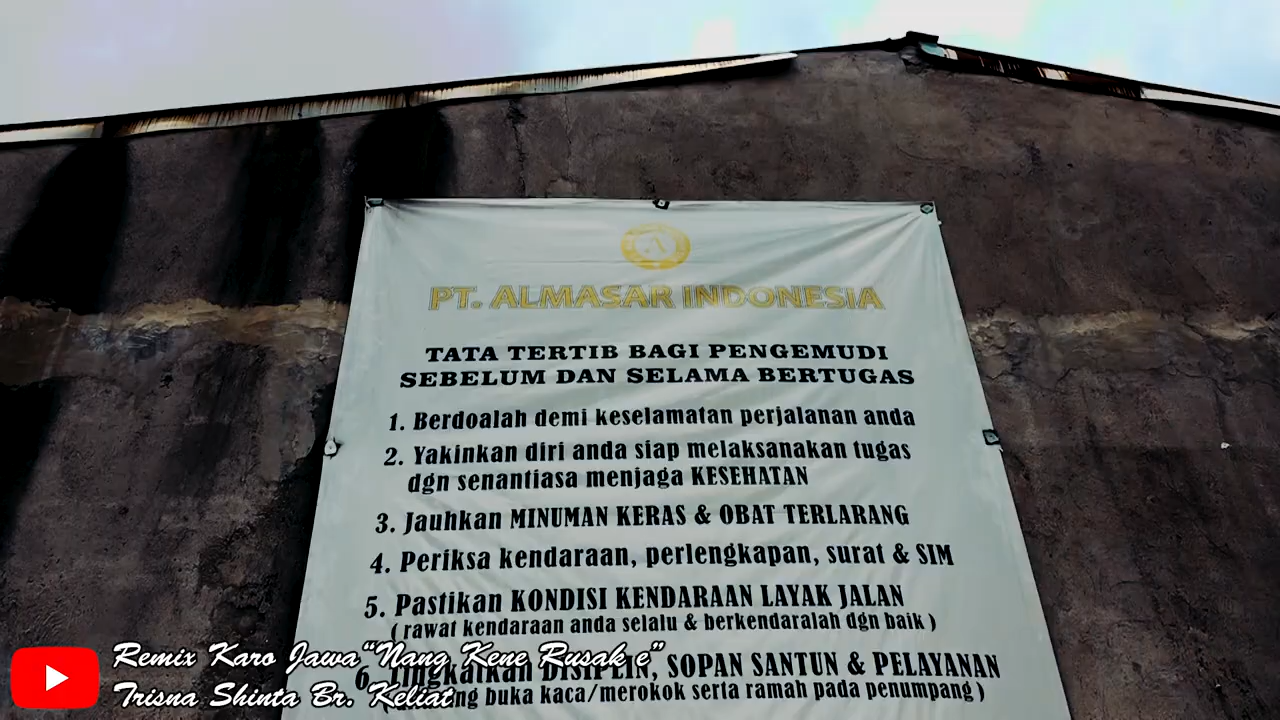 A
PT. ALMASAR INDONESIA
TATA TERTIB BAGI PENGEMUDI
SEBELUM DAN SELAMA BERTUGAS
1. Berdoalah demi keselamatan perjalanan anda
2. Yakinkan diri anda siap melaksanakan tugas
dgn senantiasa menjaga KESEHATAN
3. Jauhkan MINUMAN KERAS & OBAT TERLARANG
4. Periksa kendaraan, perlengkapan, surat & SIM
5. Pastikan KONDISI KENDARAAN LAYAK JALAN
( rawat kendaraan anda selalu & berkendaralah dgn baik )
6. DISIPLIN, SOPAN SANTUN & PELAYANAN
buka kaca/merokok serta ramah pada penumpang )
Remix Karo Jawa "Nang Kene Rusak e"
Trisna Shinta Br. Keliat